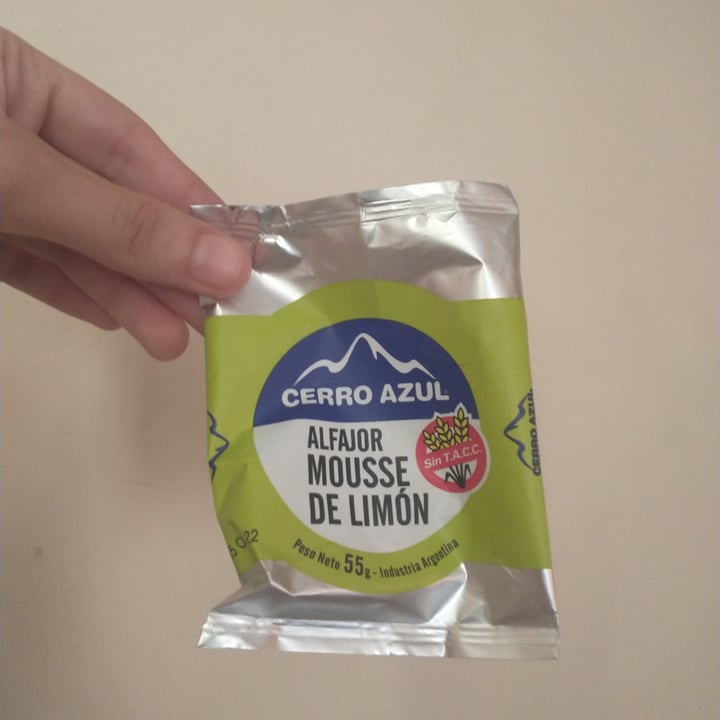 CERRO AZUL
ALFAJOR
MOUSSE
DE LIMÓN
Sin T.A.C.C.
Peso Neto 55g - Industria Argentina
CERRO AZUL